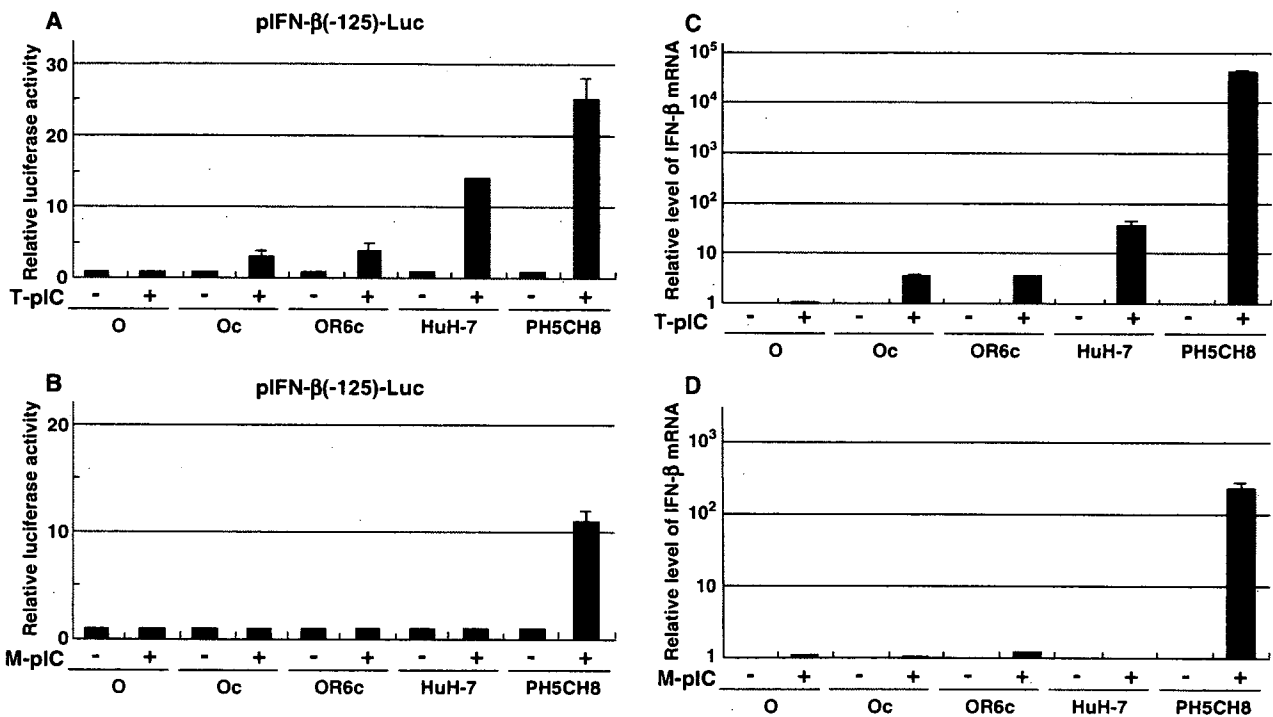 A
pIFN-β(-125)-Luc
Relative luciferase activity
30
20
10
0
T-pIC - + - + - + - + - +
O Oc OR6c HuH-7 PH5CH8
B
pIFN-β(-125)-Luc
Relative luciferase activity
20
10
0
M-pIC - + - + - + - + - +
O Oc OR6c HuH-7 PH5CH8
C
Relative level of IFN-β mRNA
10⁵
10⁴
10³
10²
10
1
T-pIC - + - + - + - + - +
O Oc OR6c HuH-7 PH5CH8
D
Relative level of IFN-β mRNA
10³
10²
10
1
M-pIC - + - + - + - + - +
O Oc OR6c HuH-7 PH5CH8